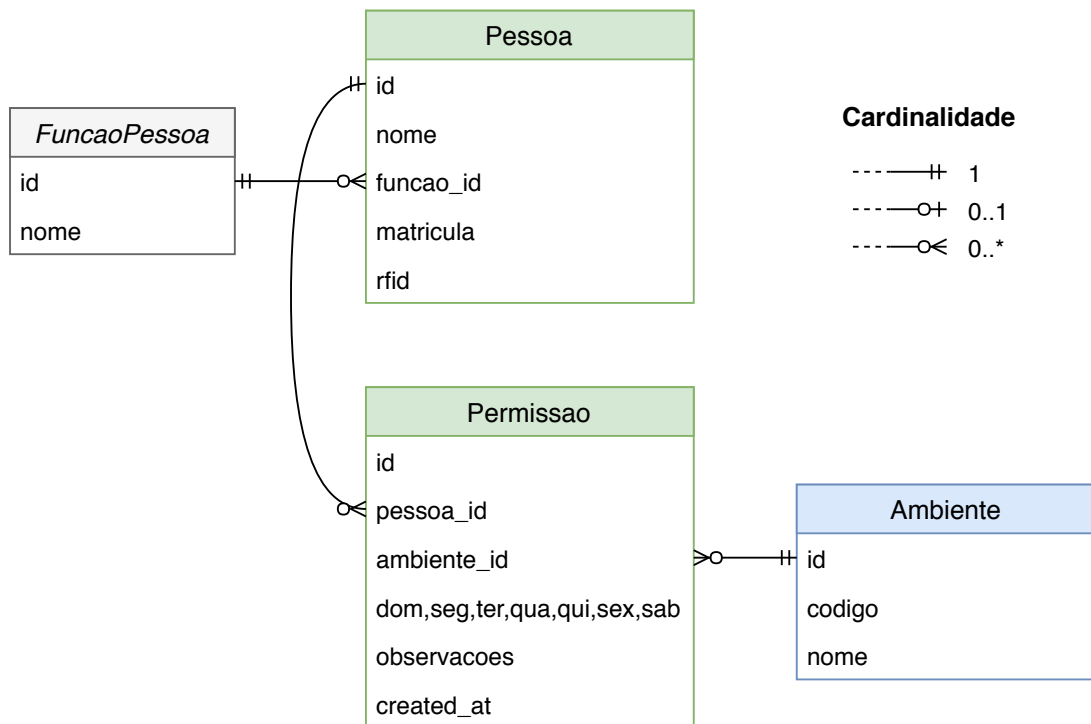 Pessoa
id
nome
funcao_id
matricula
rfid
FuncaoPessoa
id
nome
Cardinalidade
1
0..1
0..*
Permissao
id
pessoa_id
ambiente_id
dom,seg,ter,qua,qui,sex,sab
observacoes
created_at
Ambiente
id
codigo
nome